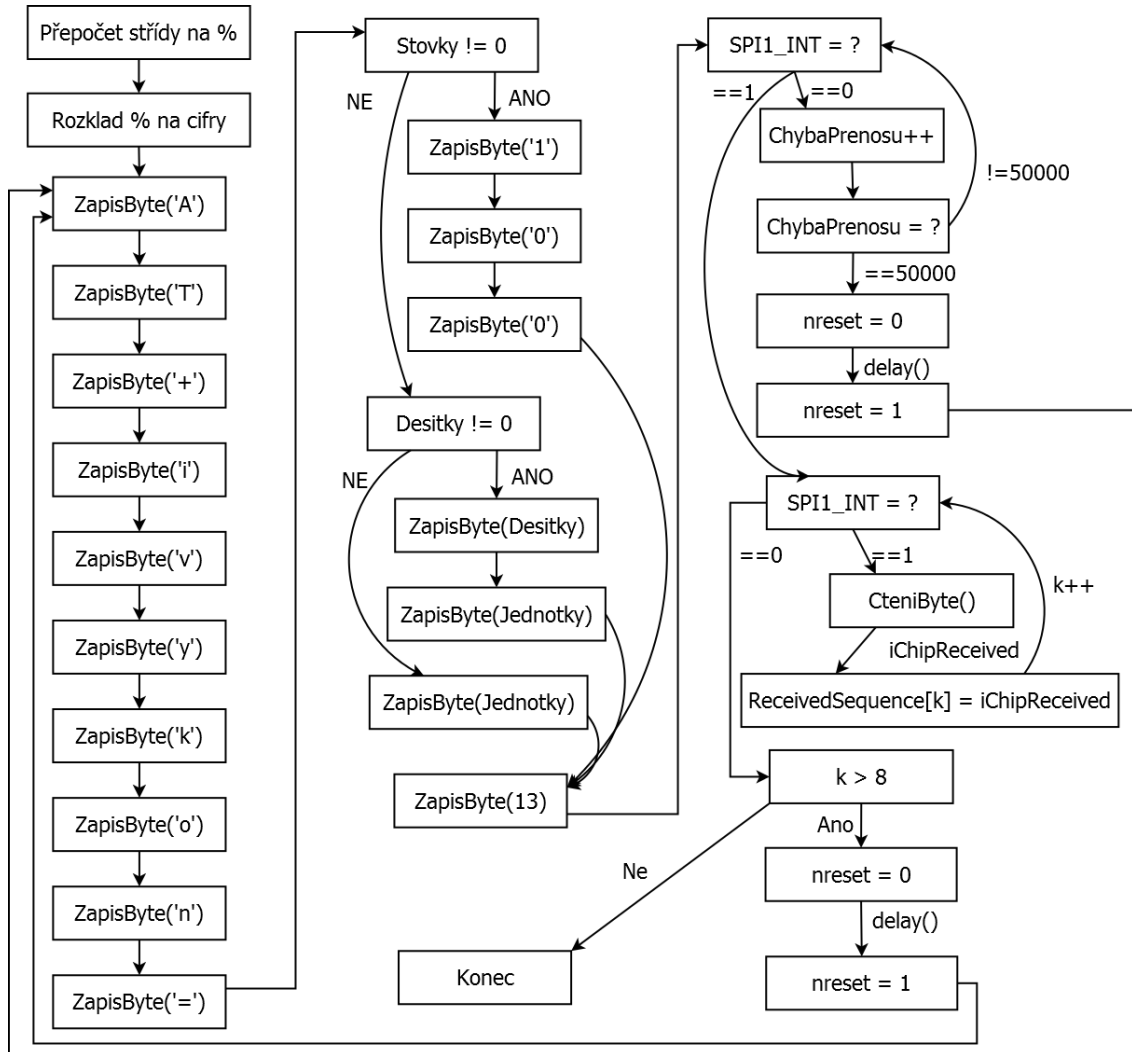 Přepočet střídy na %
Rozklad % na cifry
ZapisByte('A')
ZapisByte('T')
ZapisByte('+')
ZapisByte('i')
ZapisByte('v')
ZapisByte('y')
ZapisByte('k')
ZapisByte('o')
ZapisByte('n')
ZapisByte('=')
Stovky != 0
NE
ANO
ZapisByte('1')
ZapisByte('0')
ZapisByte('0')
Desitky != 0
NE
ANO
ZapisByte(Desitky)
ZapisByte(Jednotky)
ZapisByte(Jednotky)
ZapisByte(13)
SPI1_INT = ?
==1
==0
ChybaPrenosu++
!=50000
ChybaPrenosu = ?
==50000
nreset = 0
delay()
nreset = 1
SPI1_INT = ?
==0
==1
k++
CteniByte()
iChipReceived
ReceivedSequence[k] = iChipReceived
k > 8
Ano
Ne
nreset = 0
delay()
nreset = 1
Konec